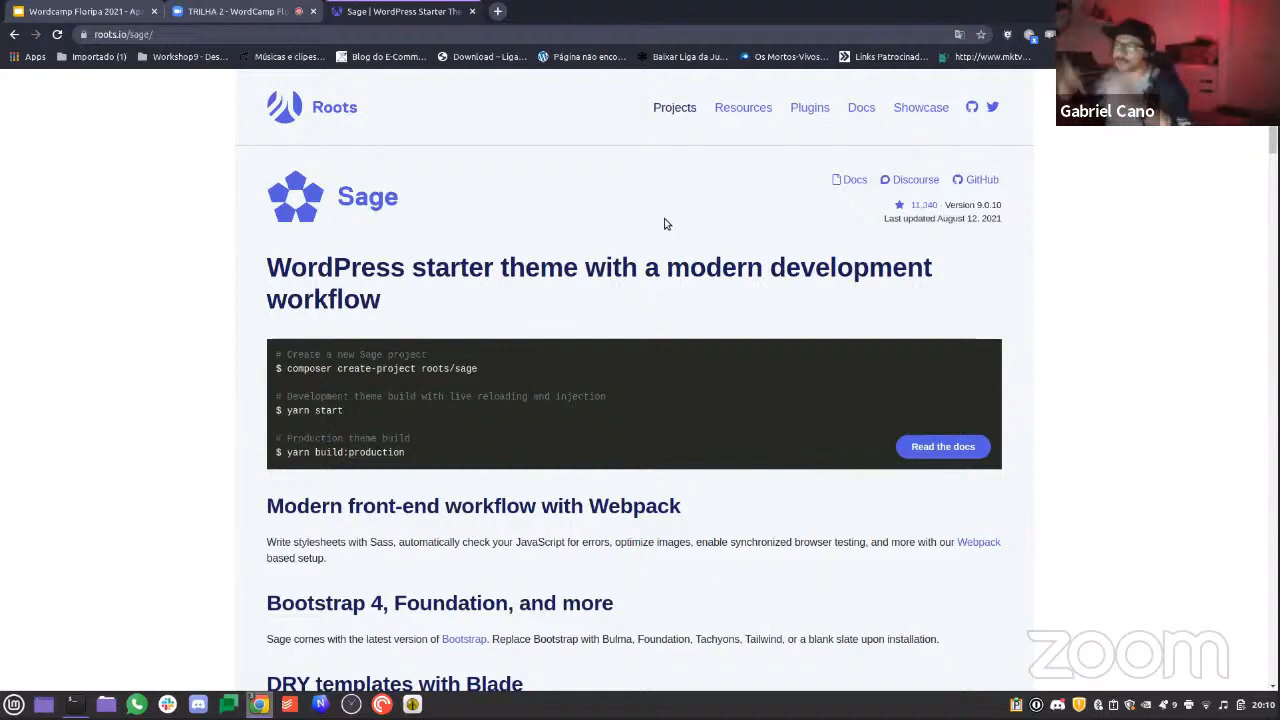 Wordcamp Floripa 2021 - Ap
TRILHA 2 - WordCamp Flo
Sage | WordPress Starter The
roots.io/sage/
Apps
Importado (1)
Workshop9 - Des...
Músicas e clipes...
Blog do E-Comm...
Download – Liga...
Página não enco...
Baixar Liga da Ju...
Os Mortos-Vivos...
Links Patrocinad...
http://www.mktv...
Gabriel Cano
Roots
Projects
Resources
Plugins
Docs
Showcase
Sage
Docs
Discourse
GitHub
11,340 · Version 9.0.10
Last updated August 12, 2021
WordPress starter theme with a modern development
workflow
# Create a new Sage project
$ composer create-project roots/sage
# Development theme build with live reloading and injection
$ yarn start
# Production theme build
$ yarn build:production
Read the docs
Modern front-end workflow with Webpack
Write stylesheets with Sass, automatically check your JavaScript for errors, optimize images, enable synchronized browser testing, and more with our Webpack
based setup.
Bootstrap 4, Foundation, and more
Sage comes with the latest version of Bootstrap. Replace Bootstrap with Bulma, Foundation, Tachyons, Tailwind, or a blank slate upon installation.
DRY templates with Blade
zoom
9
20:10